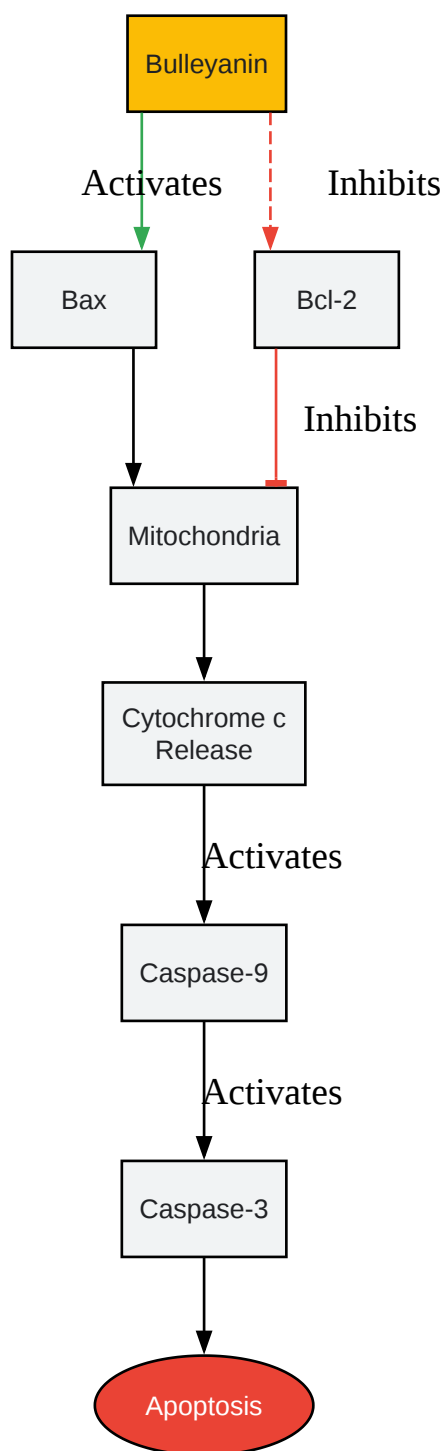 Bulleyanin
Activates
Inhibits
Bax
Bcl-2
Inhibits
Mitochondria
Cytochrome c
Release
Activates
Caspase-9
Activates
Caspase-3
Apoptosis